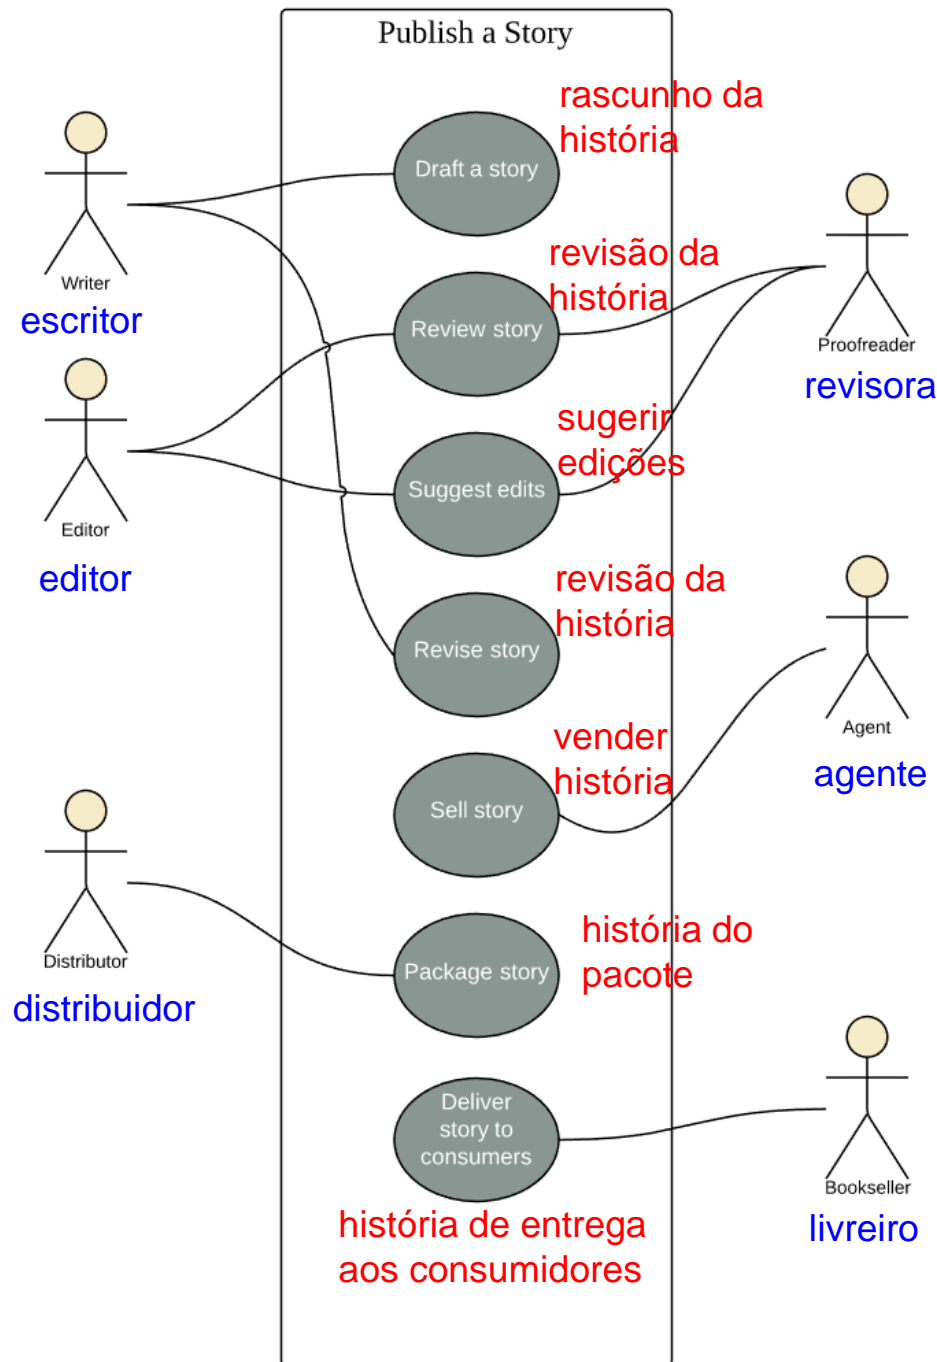 Publish a Story
rascunho da
história
Draft a story
Writer
escritor
revisão da
história
Review story
Proofreader
revisora
sugerir
edições
Suggest edits
Editor
editor
revisão da
história
Revise story
Agent
agente
vender
história
Sell story
Distributor
distribuidor
história do
pacote
Package story
Deliver
story to
consumers
Bookseller
livreiro
história de entrega
aos consumidores